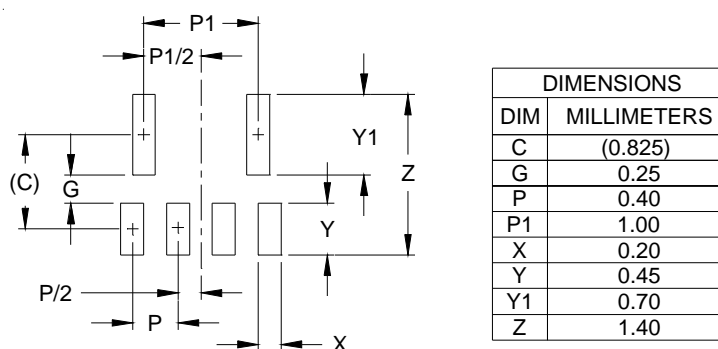 P1
P1/2
Y1
Z
(C)
G
Y
P/2
P
X
DIMENSIONS
DIM MILLIMETERS
C (0.825)
G 0.25
P 0.40
P1 1.00
X 0.20
Y 0.45
Y1 0.70
Z 1.40